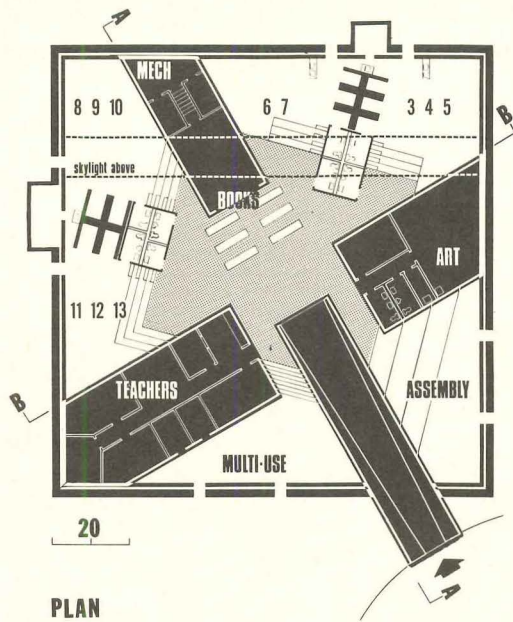 A
MECH
8 9 10
6 7
3 4 5
B
skylight above
BOOKS
ART
11 12 13
TEACHERS
ASSEMBLY
B
MULTI-USE
20
A
PLAN